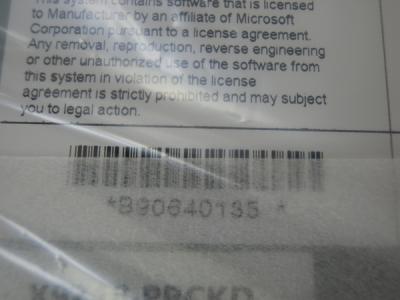 This system contains software that is licensed
to Manufacturer by an affiliate of Microsoft
Corporation pursuant to a license agreement.
Any removal, reproduction, reverse engineering
or other unauthorized use of the software from
this system in violation of the license
agreement is strictly prohibited and may subject
you to legal action.
*B90640135 *